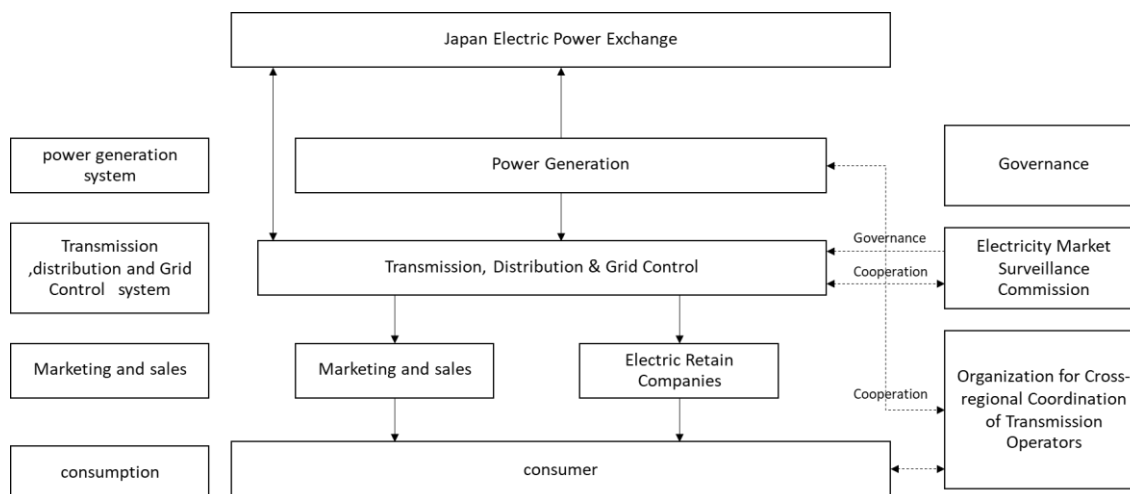 Japan Electric Power Exchange
power generation
system
Power Generation
Governance
Transmission
,distribution and Grid
Control system
Transmission, Distribution & Grid Control
Governance
Cooperation
Electricity Market
Surveillance
Commission
Marketing and sales
Marketing and sales
Electric Retain
Companies
Cooperation
Organization for Cross-
regional Coordination
of Transmission
Operators
consumption
consumer